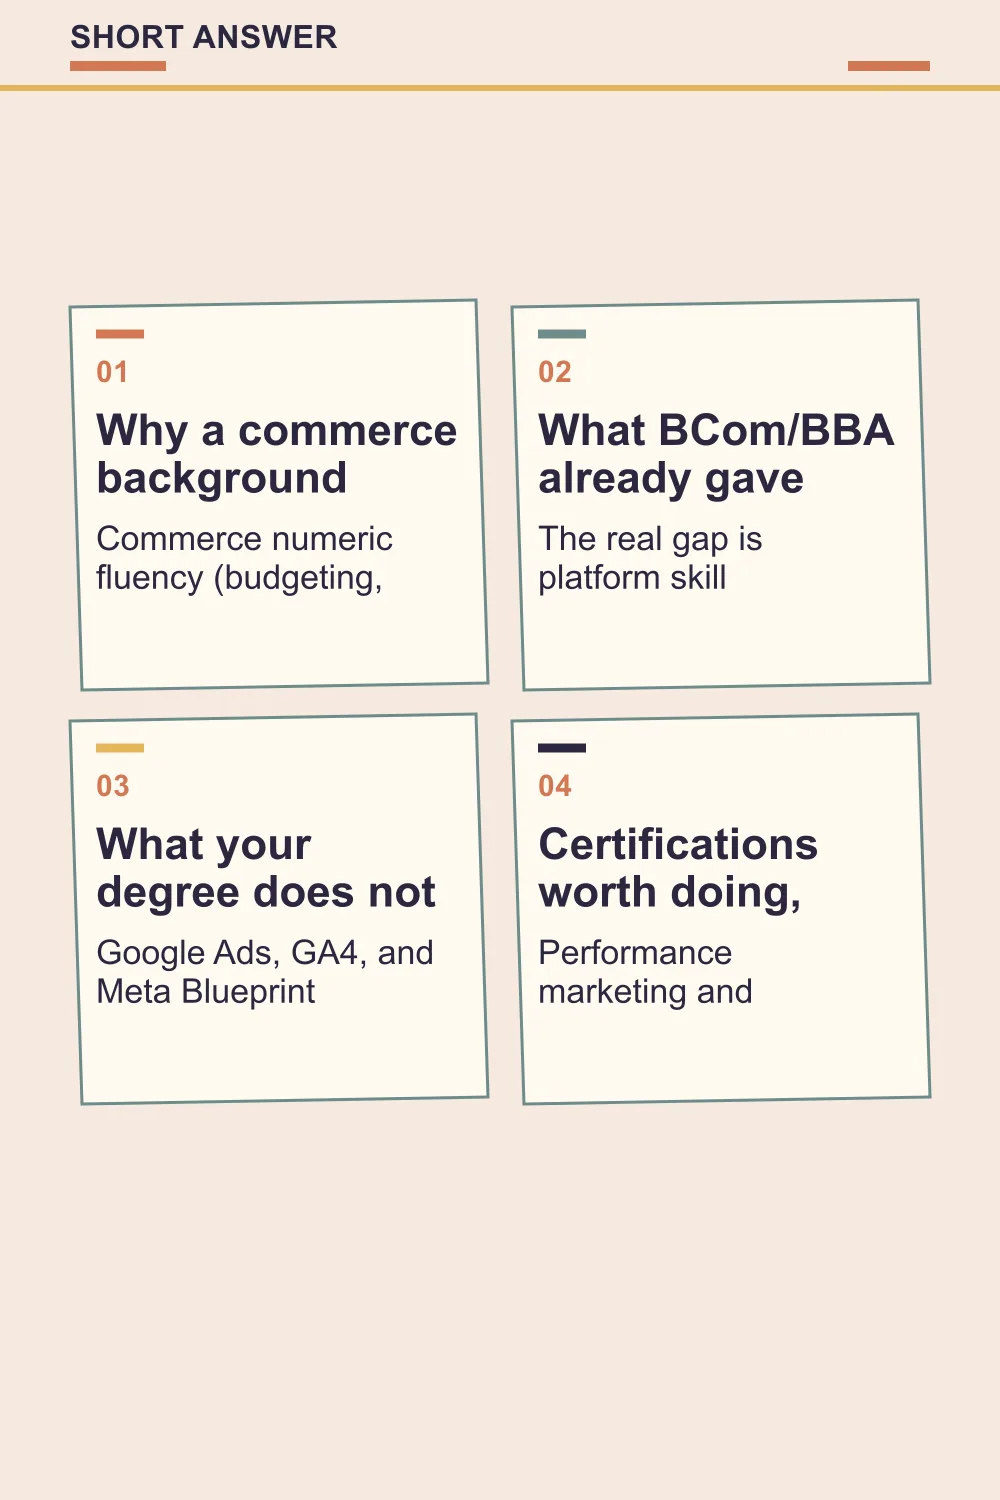 SHORT ANSWER
01
Why a commerce
background
Commerce numeric
fluency (budgeting,
02
What BCom/BBA
already gave
The real gap is
platform skill
03
What your
degree does not
Google Ads, GA4, and
Meta Blueprint
04
Certifications
worth doing,
Performance
marketing and